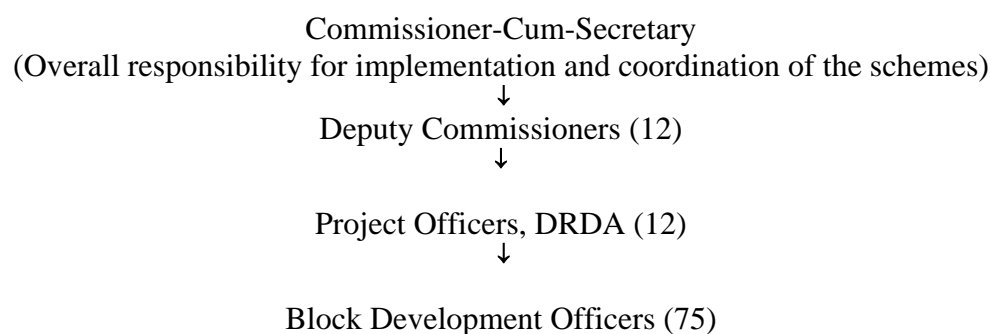 Commissioner-Cum-Secretary
(Overall responsibility for implementation and coordination of the schemes)
↓
Deputy Commissioners (12)
↓
Project Officers, DRDA (12)
↓
Block Development Officers (75)